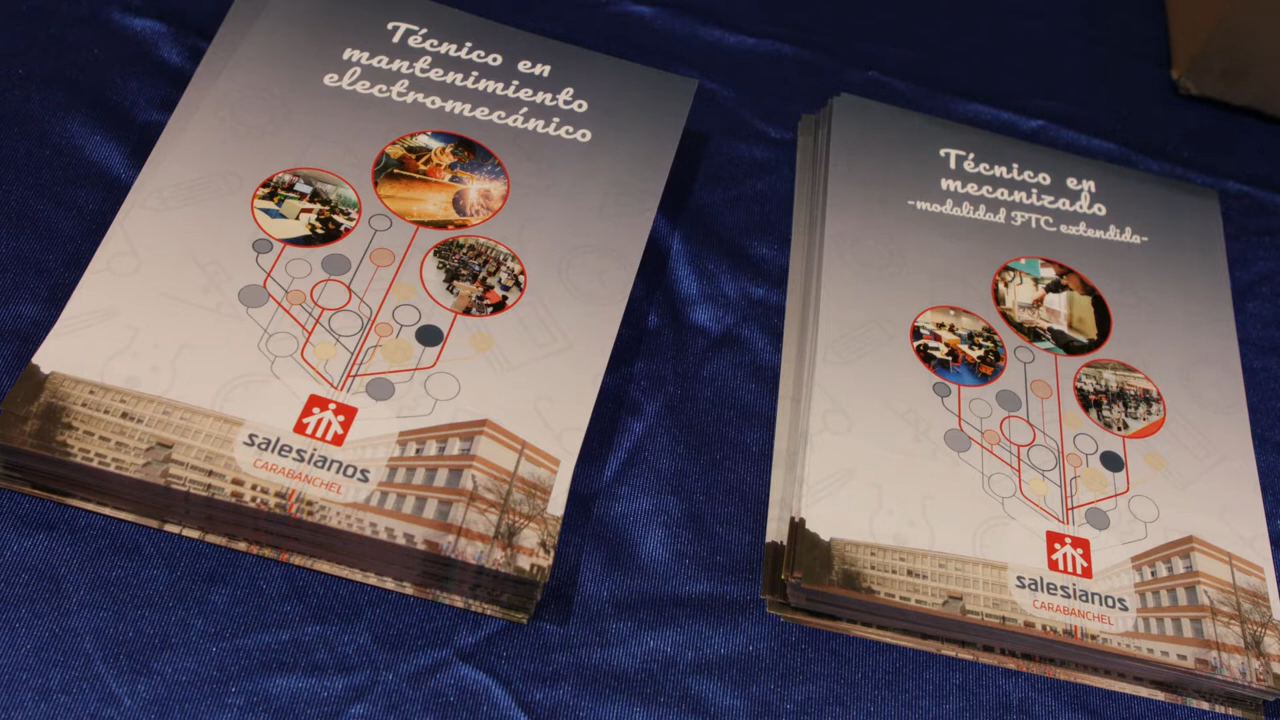 Técnico en
mantenimiento
electromecánico
salesianos
CARABANCHEL
Técnico en
mecanizado
-modalidad FTC extendida-
salesianos
CARABANCHEL